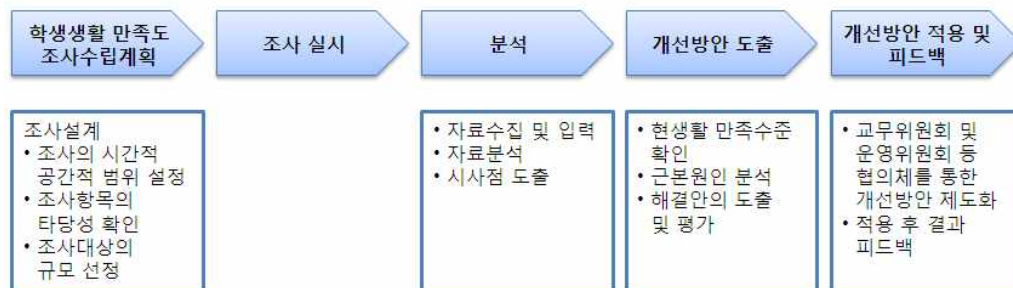 학생생활 만족도
조사수립계획
조사 실시
분석
개선방안 도출
개선방안 적용 및
피드백
조사설계
• 조사의 시간적
공간적 범위 설정
• 조사항목의
타당성 확인
• 조사대상의
규모 선정
• 자료수집 및 입력
• 자료분석
• 시사점 도출
• 현생활 만족수준
확인
• 근본원인 분석
• 해결안의 도출
및 평가
• 교무위원회 및
운영위원회 등
협의체를 통한
개선방안 제도화
• 적용 후 결과
피드백